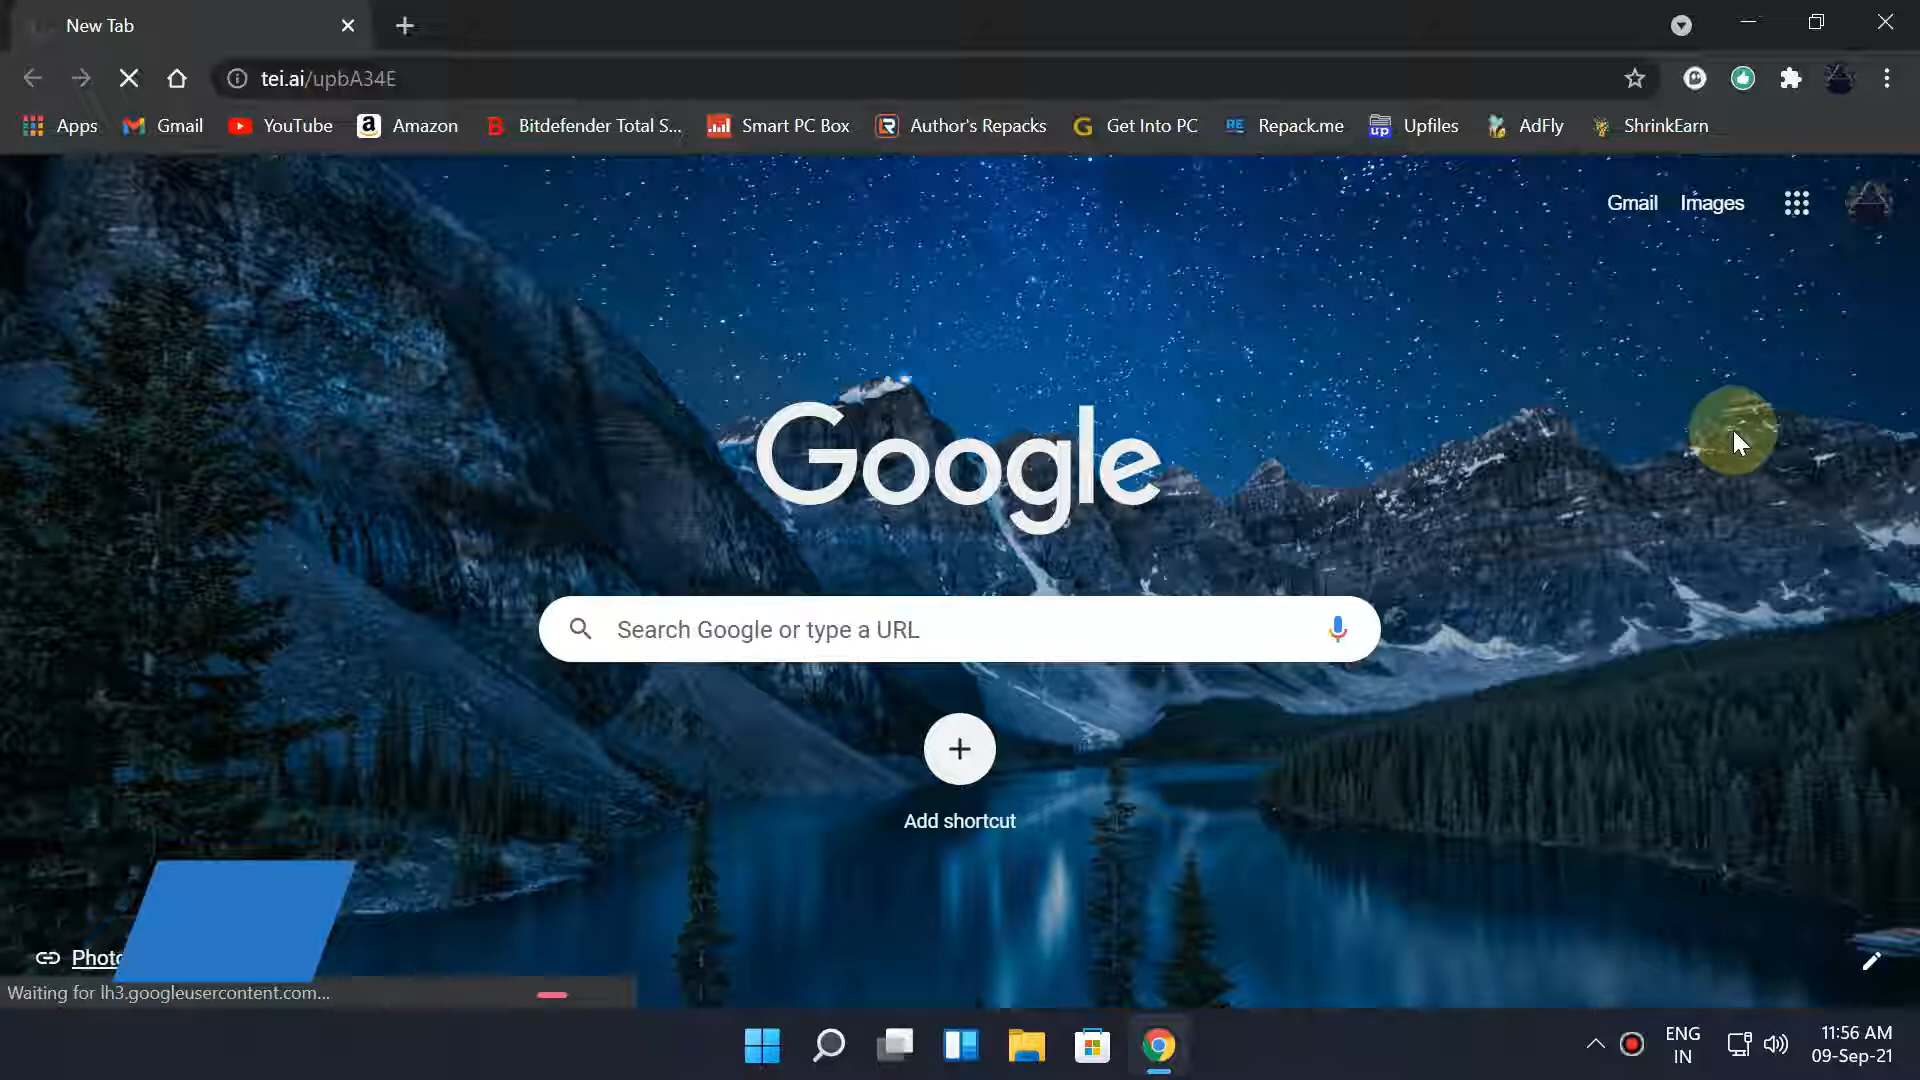 New Tab
tei.ai/upbA34E
Apps Gmail YouTube Amazon Bitdefender Total S... Smart PC Box Author's Repacks Get Into PC Repack.me Upfiles AdFly ShrinkEarn
Gmail Images
Google
Search Google or type a URL
Add shortcut
Photo
Waiting for lh3.googleusercontent.com...
ENG 11:56 AM
IN 09-Sep-21